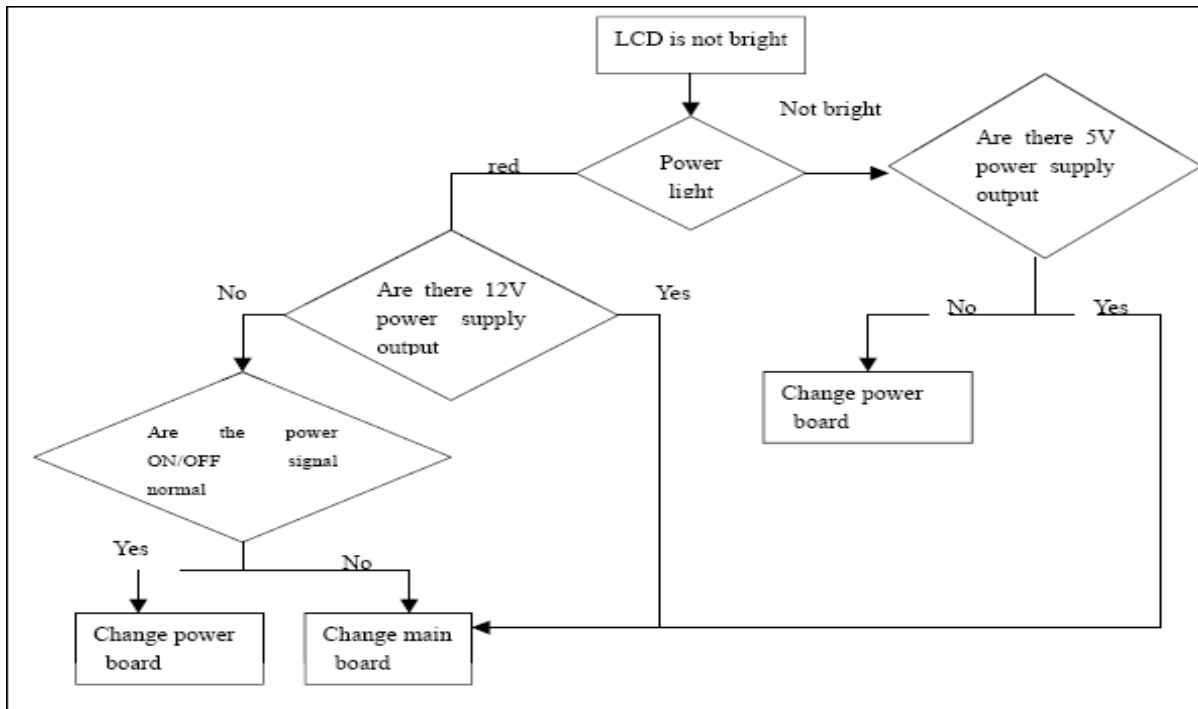 LCD is not bright
Not bright
Are there 5V
power supply
output
Power
light
red
No
Are there 12V
power supply
output
Yes
No
Yes
Change power
board
Are the power
ON/OFF signal
normal
Yes
No
Change power
board
Change main
board